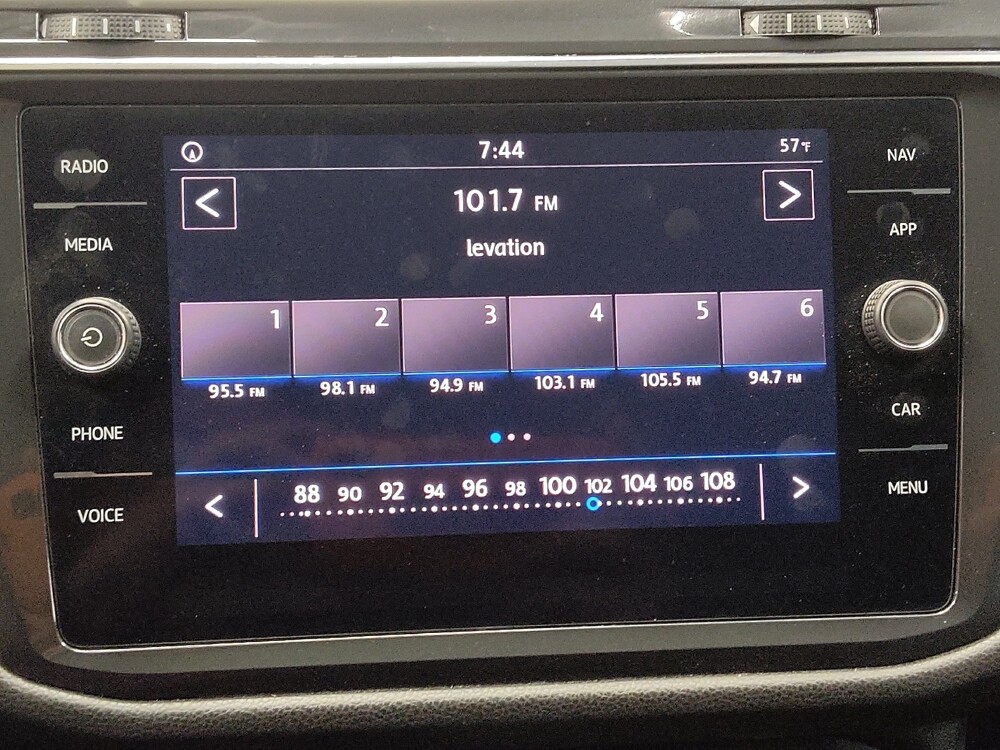 RADIO
MEDIA
PHONE
VOICE
7:44
57°F
< 101.7 FM >
levation
1 2 3 4 5 6
95.5 FM 98.1 FM 94.9 FM 103.1 FM 105.5 FM 94.7 FM
< 88 90 92 94 96 98 100 102 104 106 108 >
NAV
APP
CAR
MENU